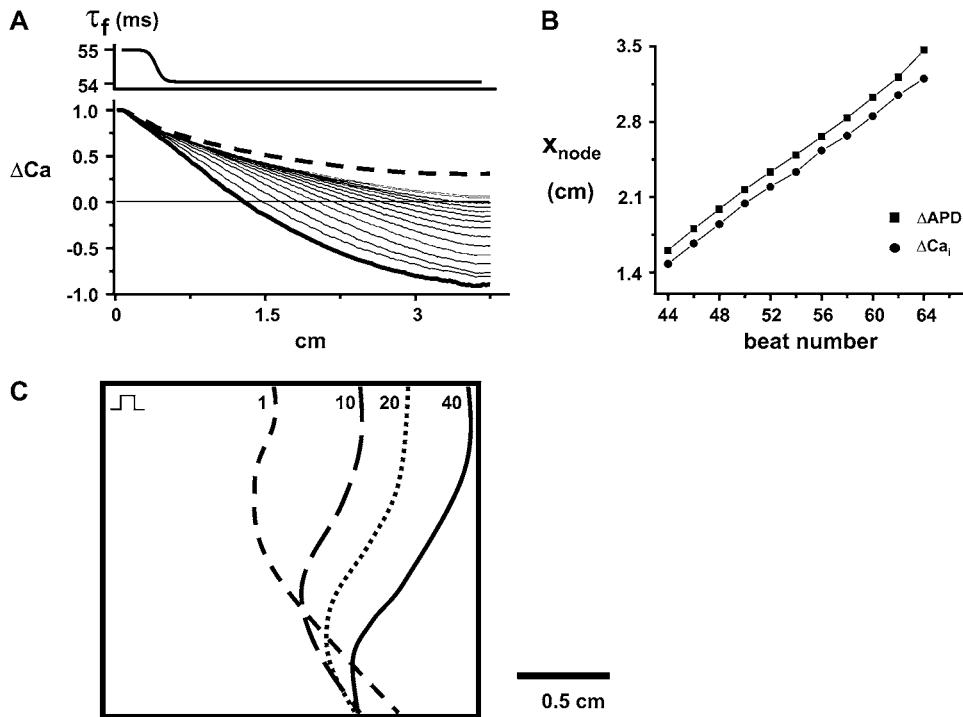 A
τf (ms)
55
54
1.0
0.5
0.0
-0.5
-1.0
ΔCa
0 1.5 3
cm
B
3.5
2.8
2.1
1.4
xnode
(cm)
ΔAPD
ΔCai
44 48 52 56 60 64
beat number
C
1 10 20 40
0.5 cm